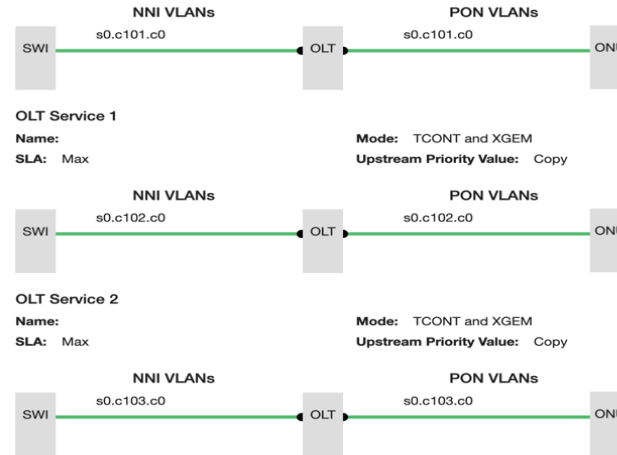 NNI VLANs PON VLANs
s0.c101.c0 s0.c101.c0
SWI OLT ONU
OLT Service 1
Name: Mode: TCONT and XGEM
SLA: Max Upstream Priority Value: Copy
NNI VLANs PON VLANs
s0.c102.c0 s0.c102.c0
SWI OLT ONU
OLT Service 2
Name: Mode: TCONT and XGEM
SLA: Max Upstream Priority Value: Copy
NNI VLANs PON VLANs
s0.c103.c0 s0.c103.c0
SWI OLT ONU